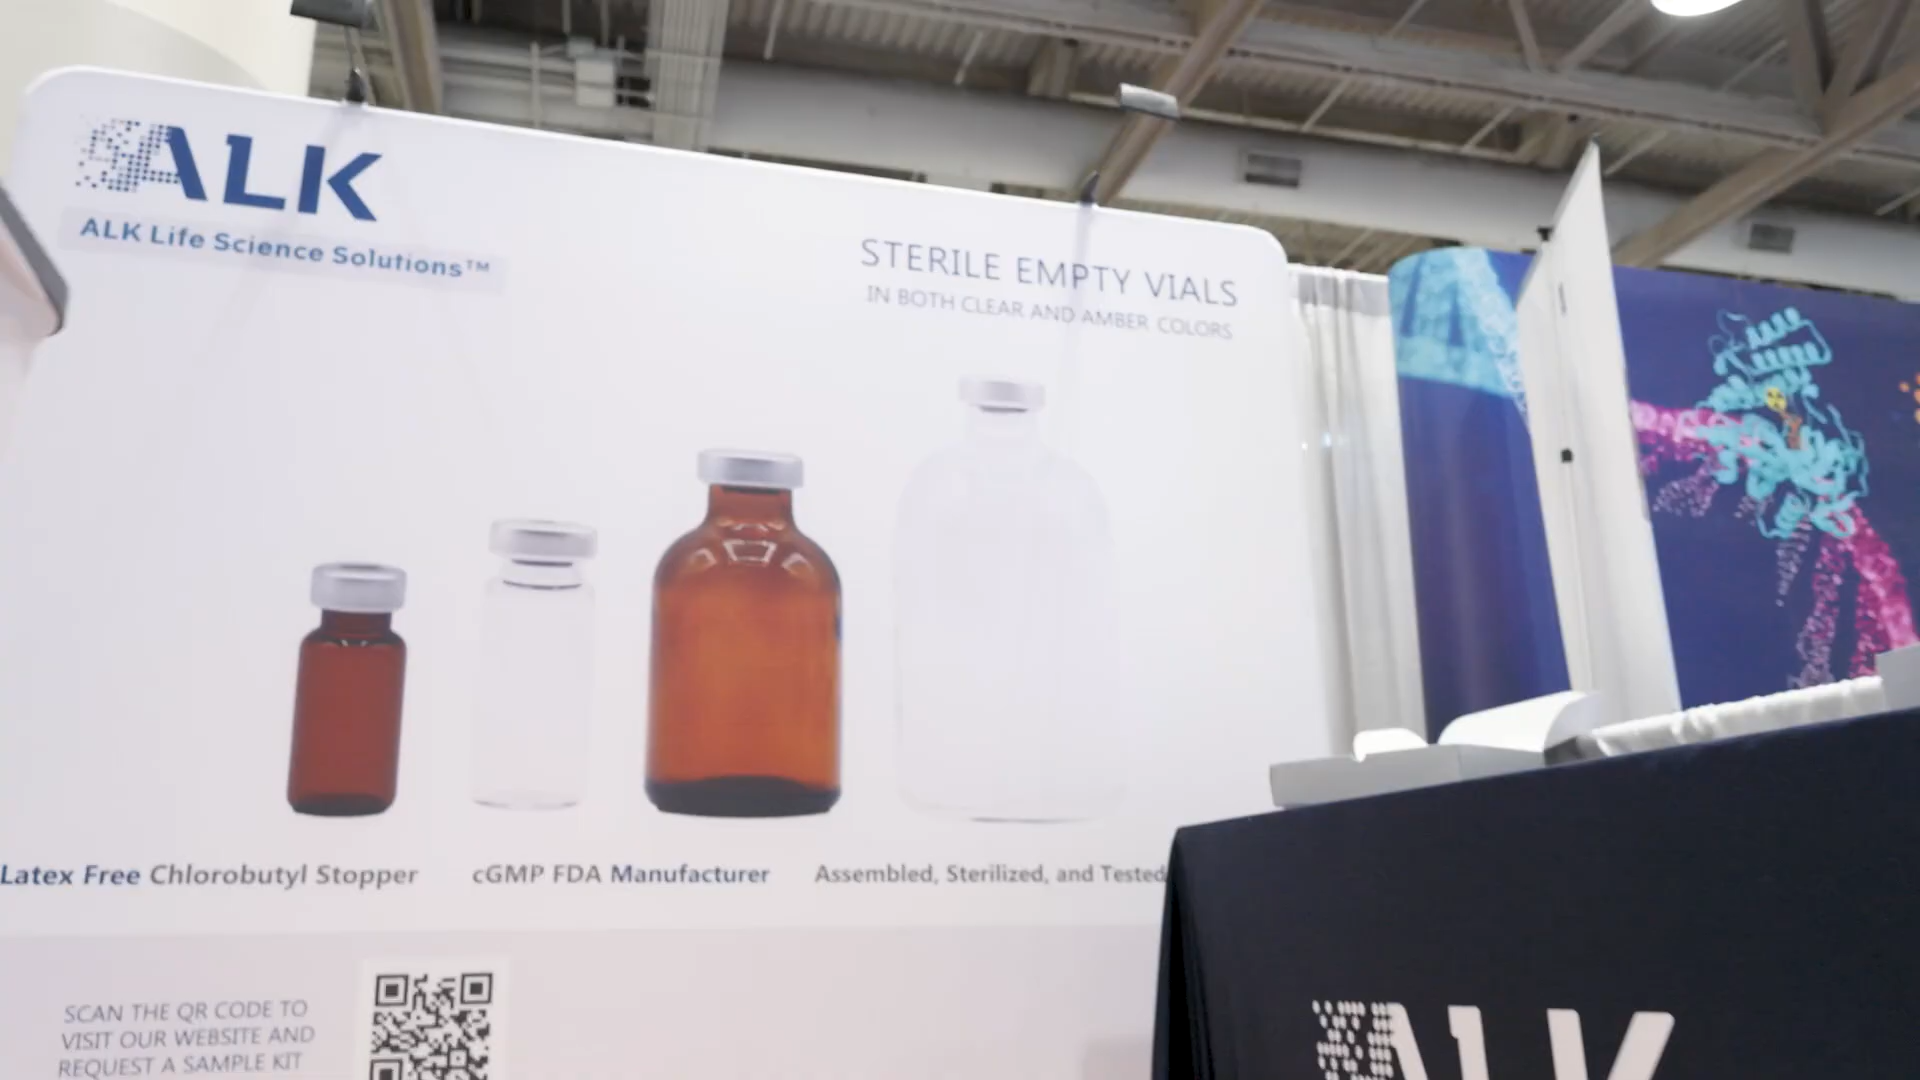 ALK
ALK Life Science Solutions™
STERILE EMPTY VIALS
IN BOTH CLEAR AND AMBER COLORS
Latex Free Chlorobutyl Stopper
cGMP FDA Manufacturer
Assembled, Sterilized, and Tested
SCAN THE QR CODE TO
VISIT OUR WEBSITE AND
REQUEST A SAMPLE KIT
ALK